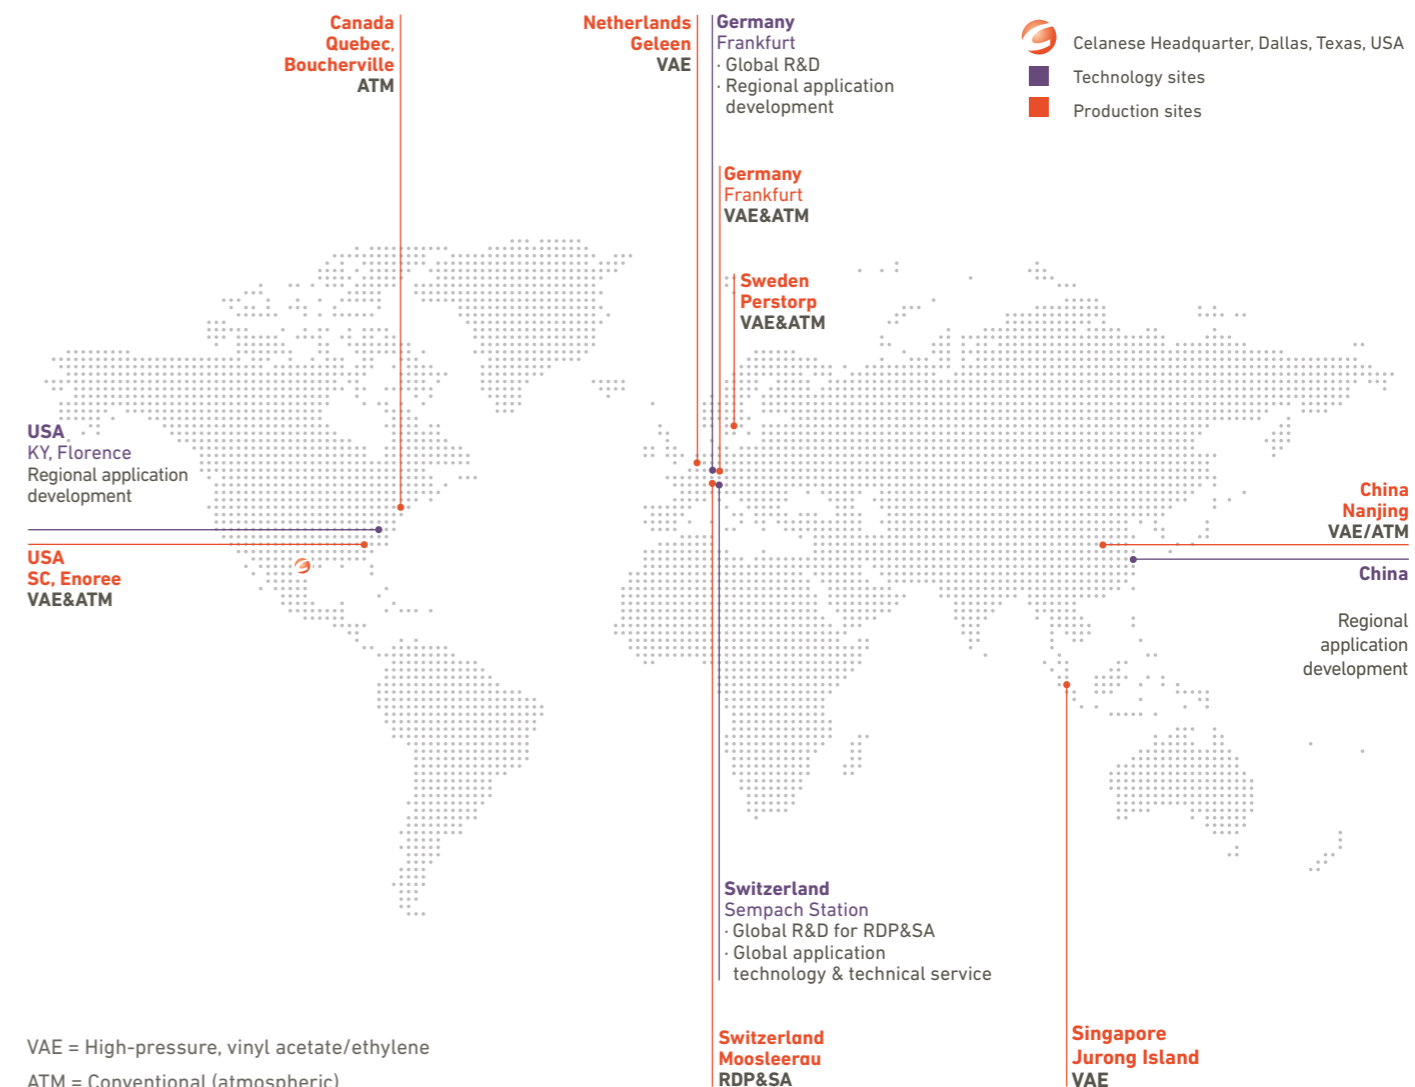 Canada
Quebec,
Boucherville
ATM
Netherlands
Geleen
VAE
Germany
Frankfurt
· Global R&D
· Regional application
development
Celanese Headquarter, Dallas, Texas, USA
Technology sites
Production sites
Germany
Frankfurt
VAE&ATM
Sweden
Perstorp
VAE&ATM
USA
KY, Florence
Regional application
development
USA
SC, Enoree
VAE&ATM
China
Nanjing
VAE/ATM
China
Regional
application
development
Switzerland
Sempach Station
· Global R&D for RDP&SA
· Global application
technology & technical service
Switzerland
Moosleerau
RDP&SA
Singapore
Jurong Island
VAE
VAE = High-pressure, vinyl acetate/ethylene
ATM = Conventional (atmospheric)